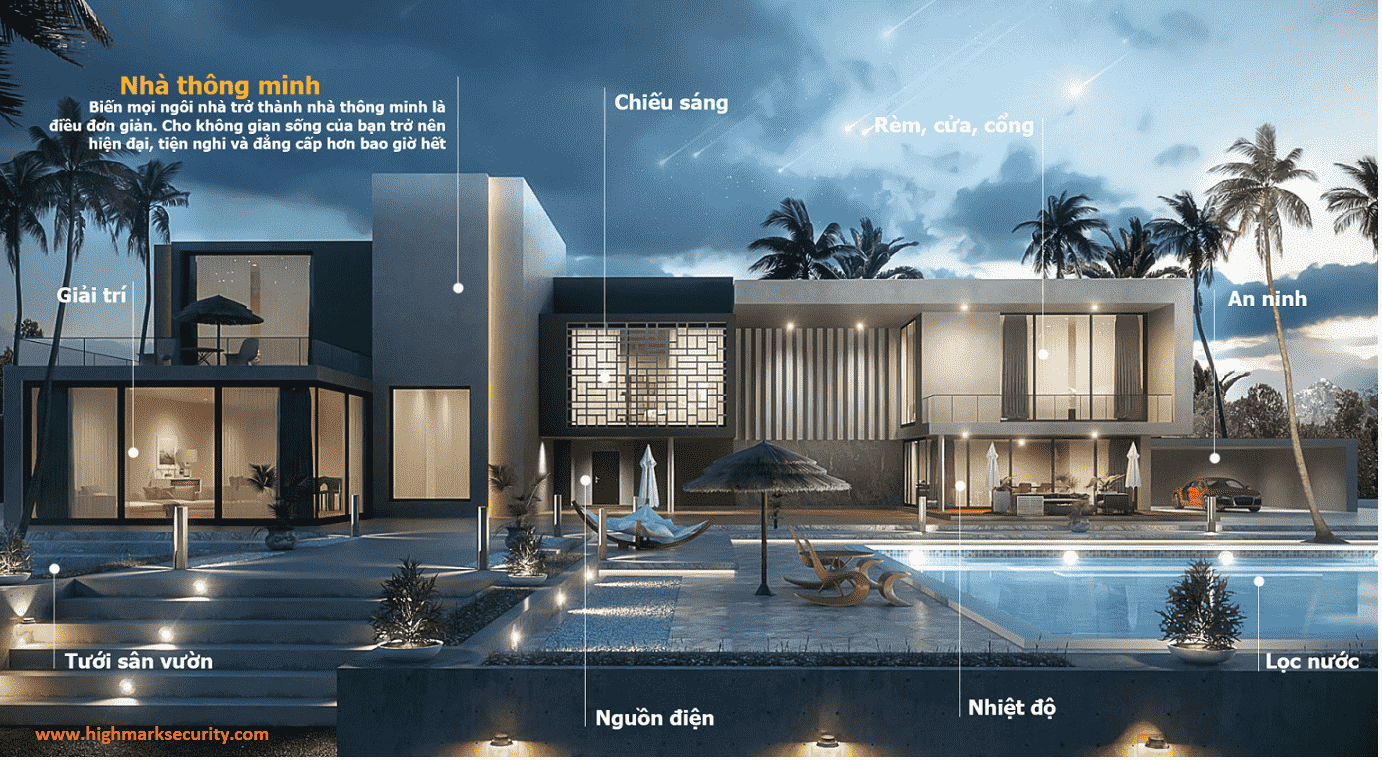 Nhà thông minh
Biến mọi ngôi nhà trở thành nhà thông minh là
điều đơn giản. Cho không gian sống của bạn trở nên
hiện đại, tiện nghi và đẳng cấp hơn bao giờ hết
Chiếu sáng
Rèm, cửa, cổng
Giải trí
An ninh
Tưới sân vườn
Lọc nước
Nhiệt độ
Nguồn điện
www.highmarksecurity.com